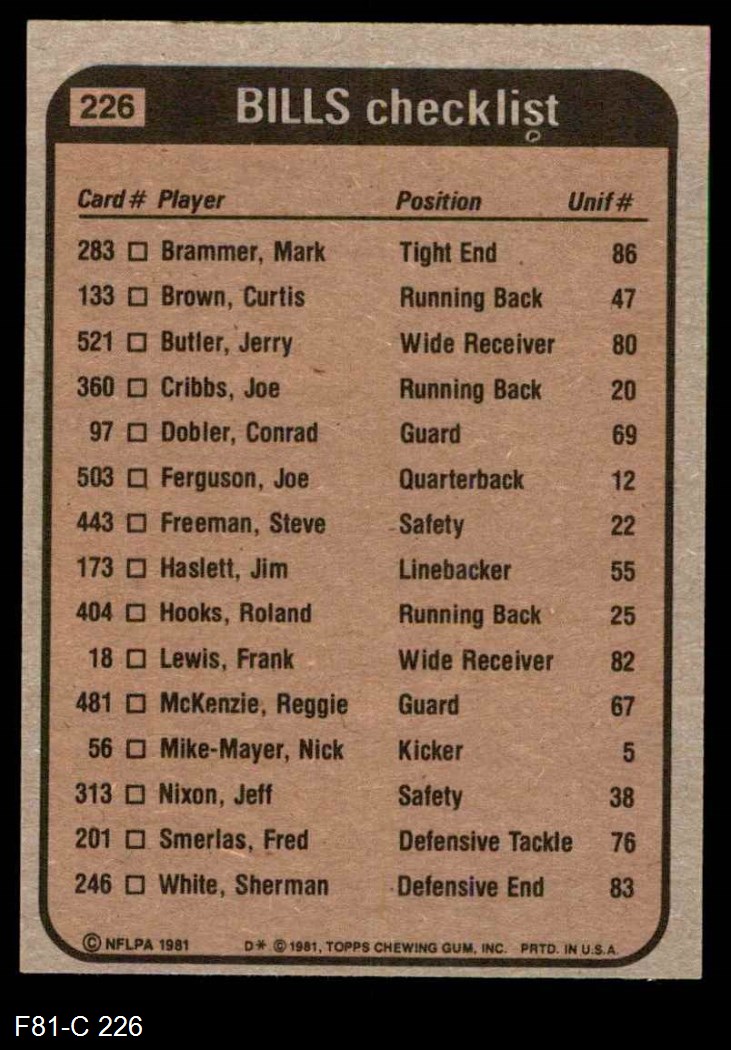 226 BILLS checklist
Card # Player Position Unif #
283 □ Brammer, Mark Tight End 86
133 □ Brown, Curtis Running Back 47
521 □ Butler, Jerry Wide Receiver 80
360 □ Cribbs, Joe Running Back 20
97 □ Dobler, Conrad Guard 69
503 □ Ferguson, Joe Quarterback 12
443 □ Freeman, Steve Safety 22
173 □ Haslett, Jim Linebacker 55
404 □ Hooks, Roland Running Back 25
18 □ Lewis, Frank Wide Receiver 82
481 □ McKenzie, Reggie Guard 67
56 □ Mike-Mayer, Nick Kicker 5
313 □ Nixon, Jeff Safety 38
201 □ Smerlas, Fred Defensive Tackle 76
246 □ White, Sherman Defensive End 83
© NFLPA 1981 D* © 1981, TOPPS CHEWING GUM, INC. PRTD. IN U.S.A.
F81-C 226